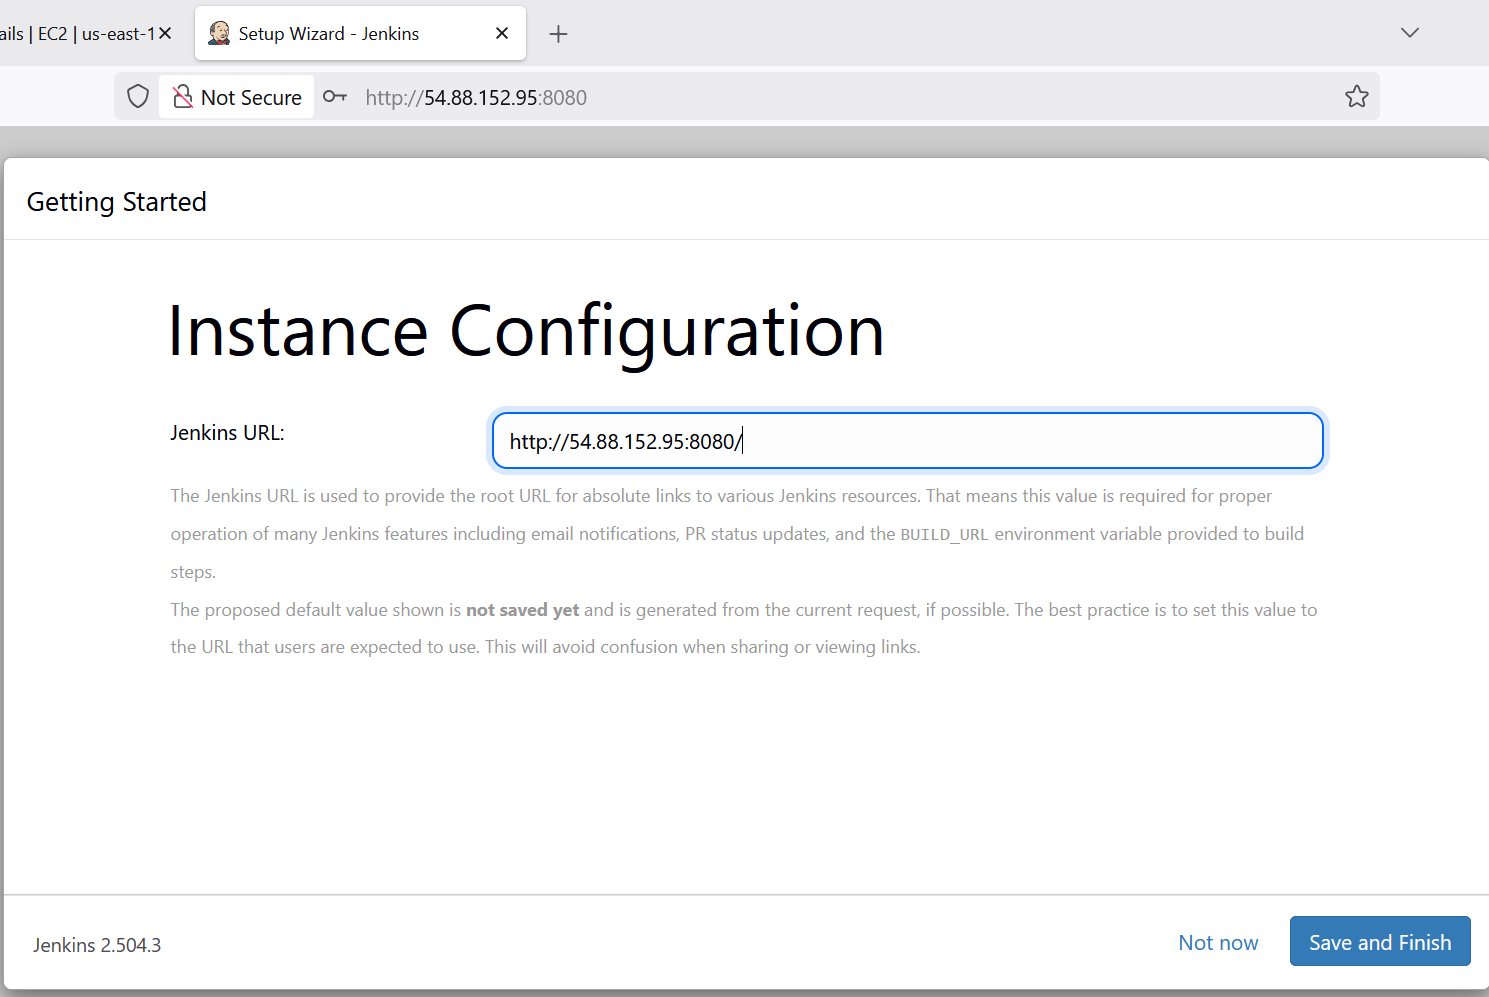 ails | EC2 | us-east-1
Setup Wizard - Jenkins
Not Secure
http://54.88.152.95:8080
Getting Started
Instance Configuration
Jenkins URL:
http://54.88.152.95:8080/
The Jenkins URL is used to provide the root URL for absolute links to various Jenkins resources. That means this value is required for proper
operation of many Jenkins features including email notifications, PR status updates, and the BUILD_URL environment variable provided to build
steps.
The proposed default value shown is not saved yet and is generated from the current request, if possible. The best practice is to set this value to
the URL that users are expected to use. This will avoid confusion when sharing or viewing links.
Jenkins 2.504.3
Not now
Save and Finish